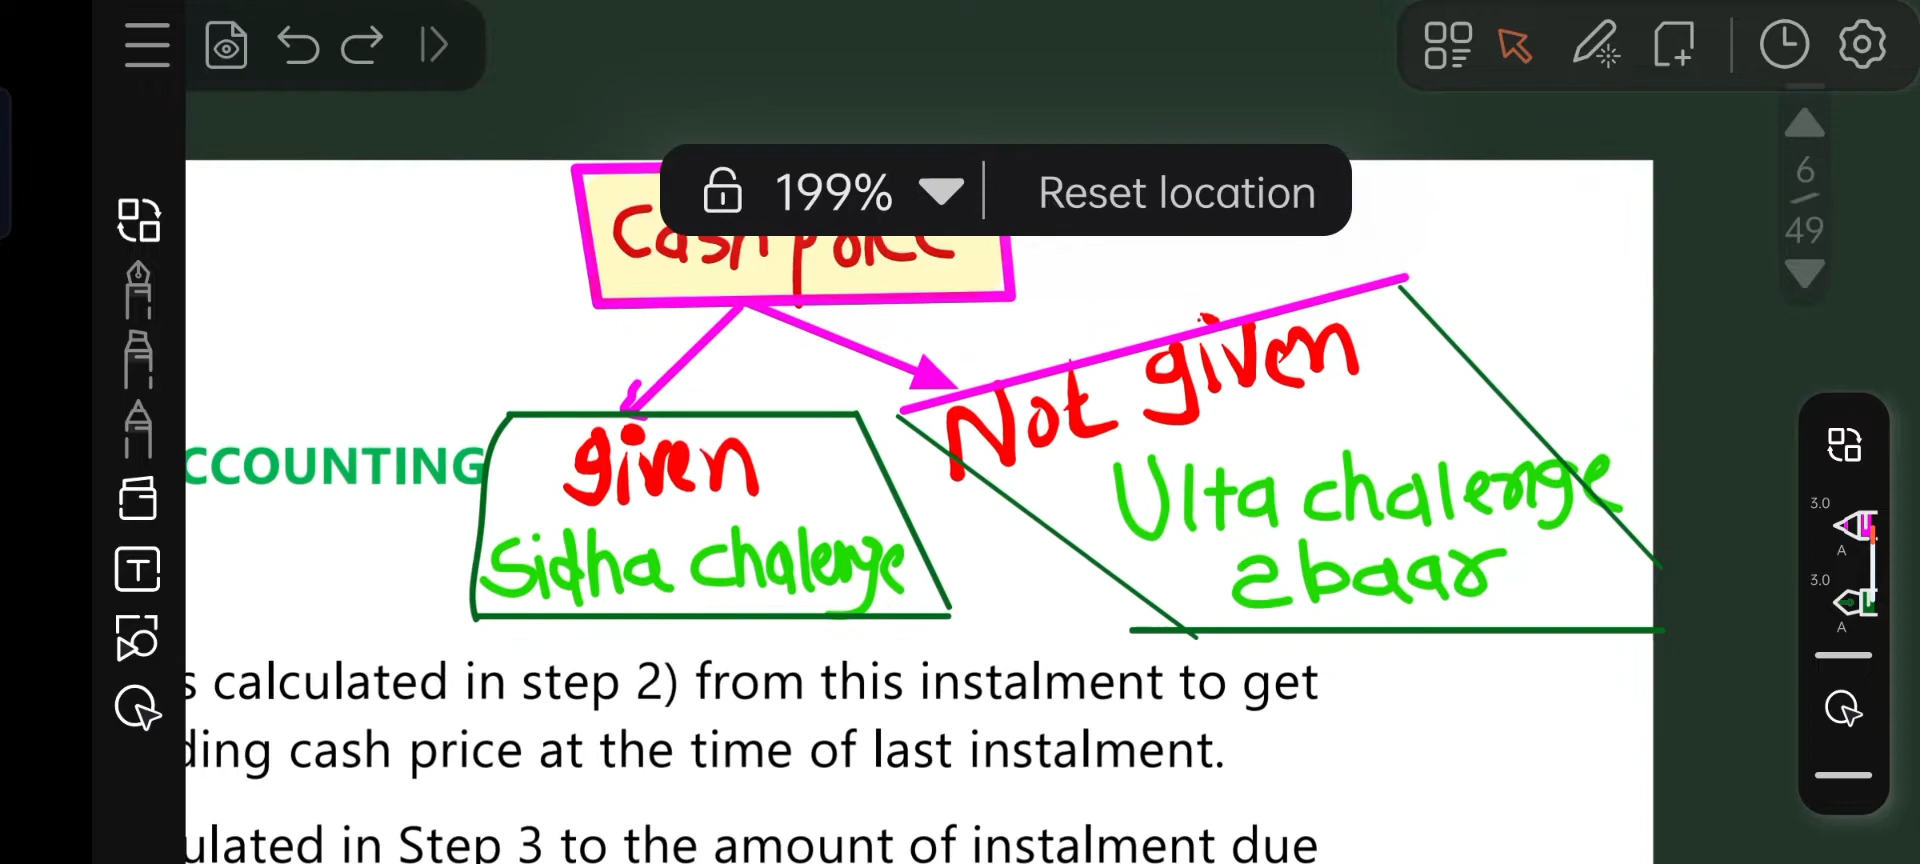 199% Reset location
6
49
Cash price
Not given
given
CCOUNTING
Ulta chalenge
Sidha chalenge
2 baar
3.0
A
3.0
A
s calculated in step 2) from this instalment to get
ding cash price at the time of last instalment.
ulated in Step 3 to the amount of instalment due